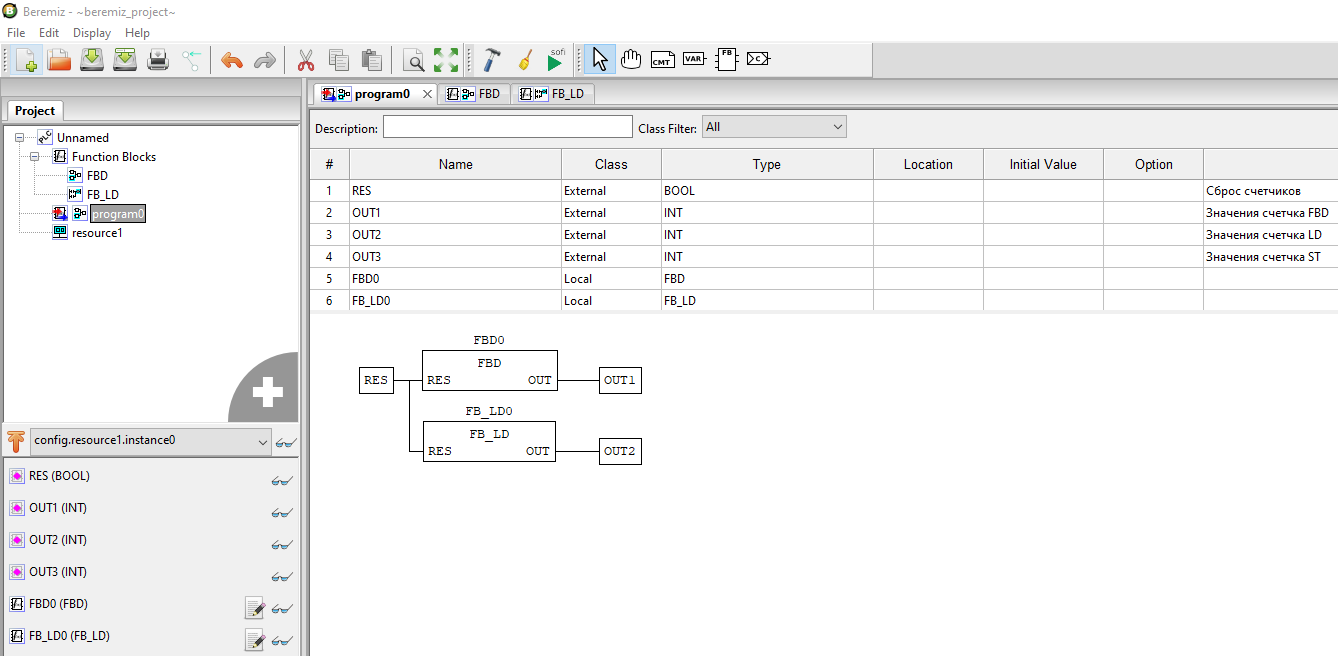 Beremiz - ~beremiz_project~
File Edit Display Help
sofi
CMT VAR FB C
Project
Unnamed
Function Blocks
FBD
FB_LD
program0
resource1
config.resource1.instance0
RES (BOOL)
OUT1 (INT)
OUT2 (INT)
OUT3 (INT)
FBD0 (FBD)
FB_LD0 (FB_LD)
program0 FBD FB_LD
Description: Class Filter: All
# Name Class Type Location Initial Value Option
1 RES External BOOL Сброс счетчиков
2 OUT1 External INT Значения счетчка FBD
3 OUT2 External INT Значения счетчка LD
4 OUT3 External INT Значения счетчка ST
5 FBD0 Local FBD
6 FB_LD0 Local FB_LD
FBD0
FBD
RES RES OUT OUT1
FB_LD0
FB_LD
RES OUT OUT2